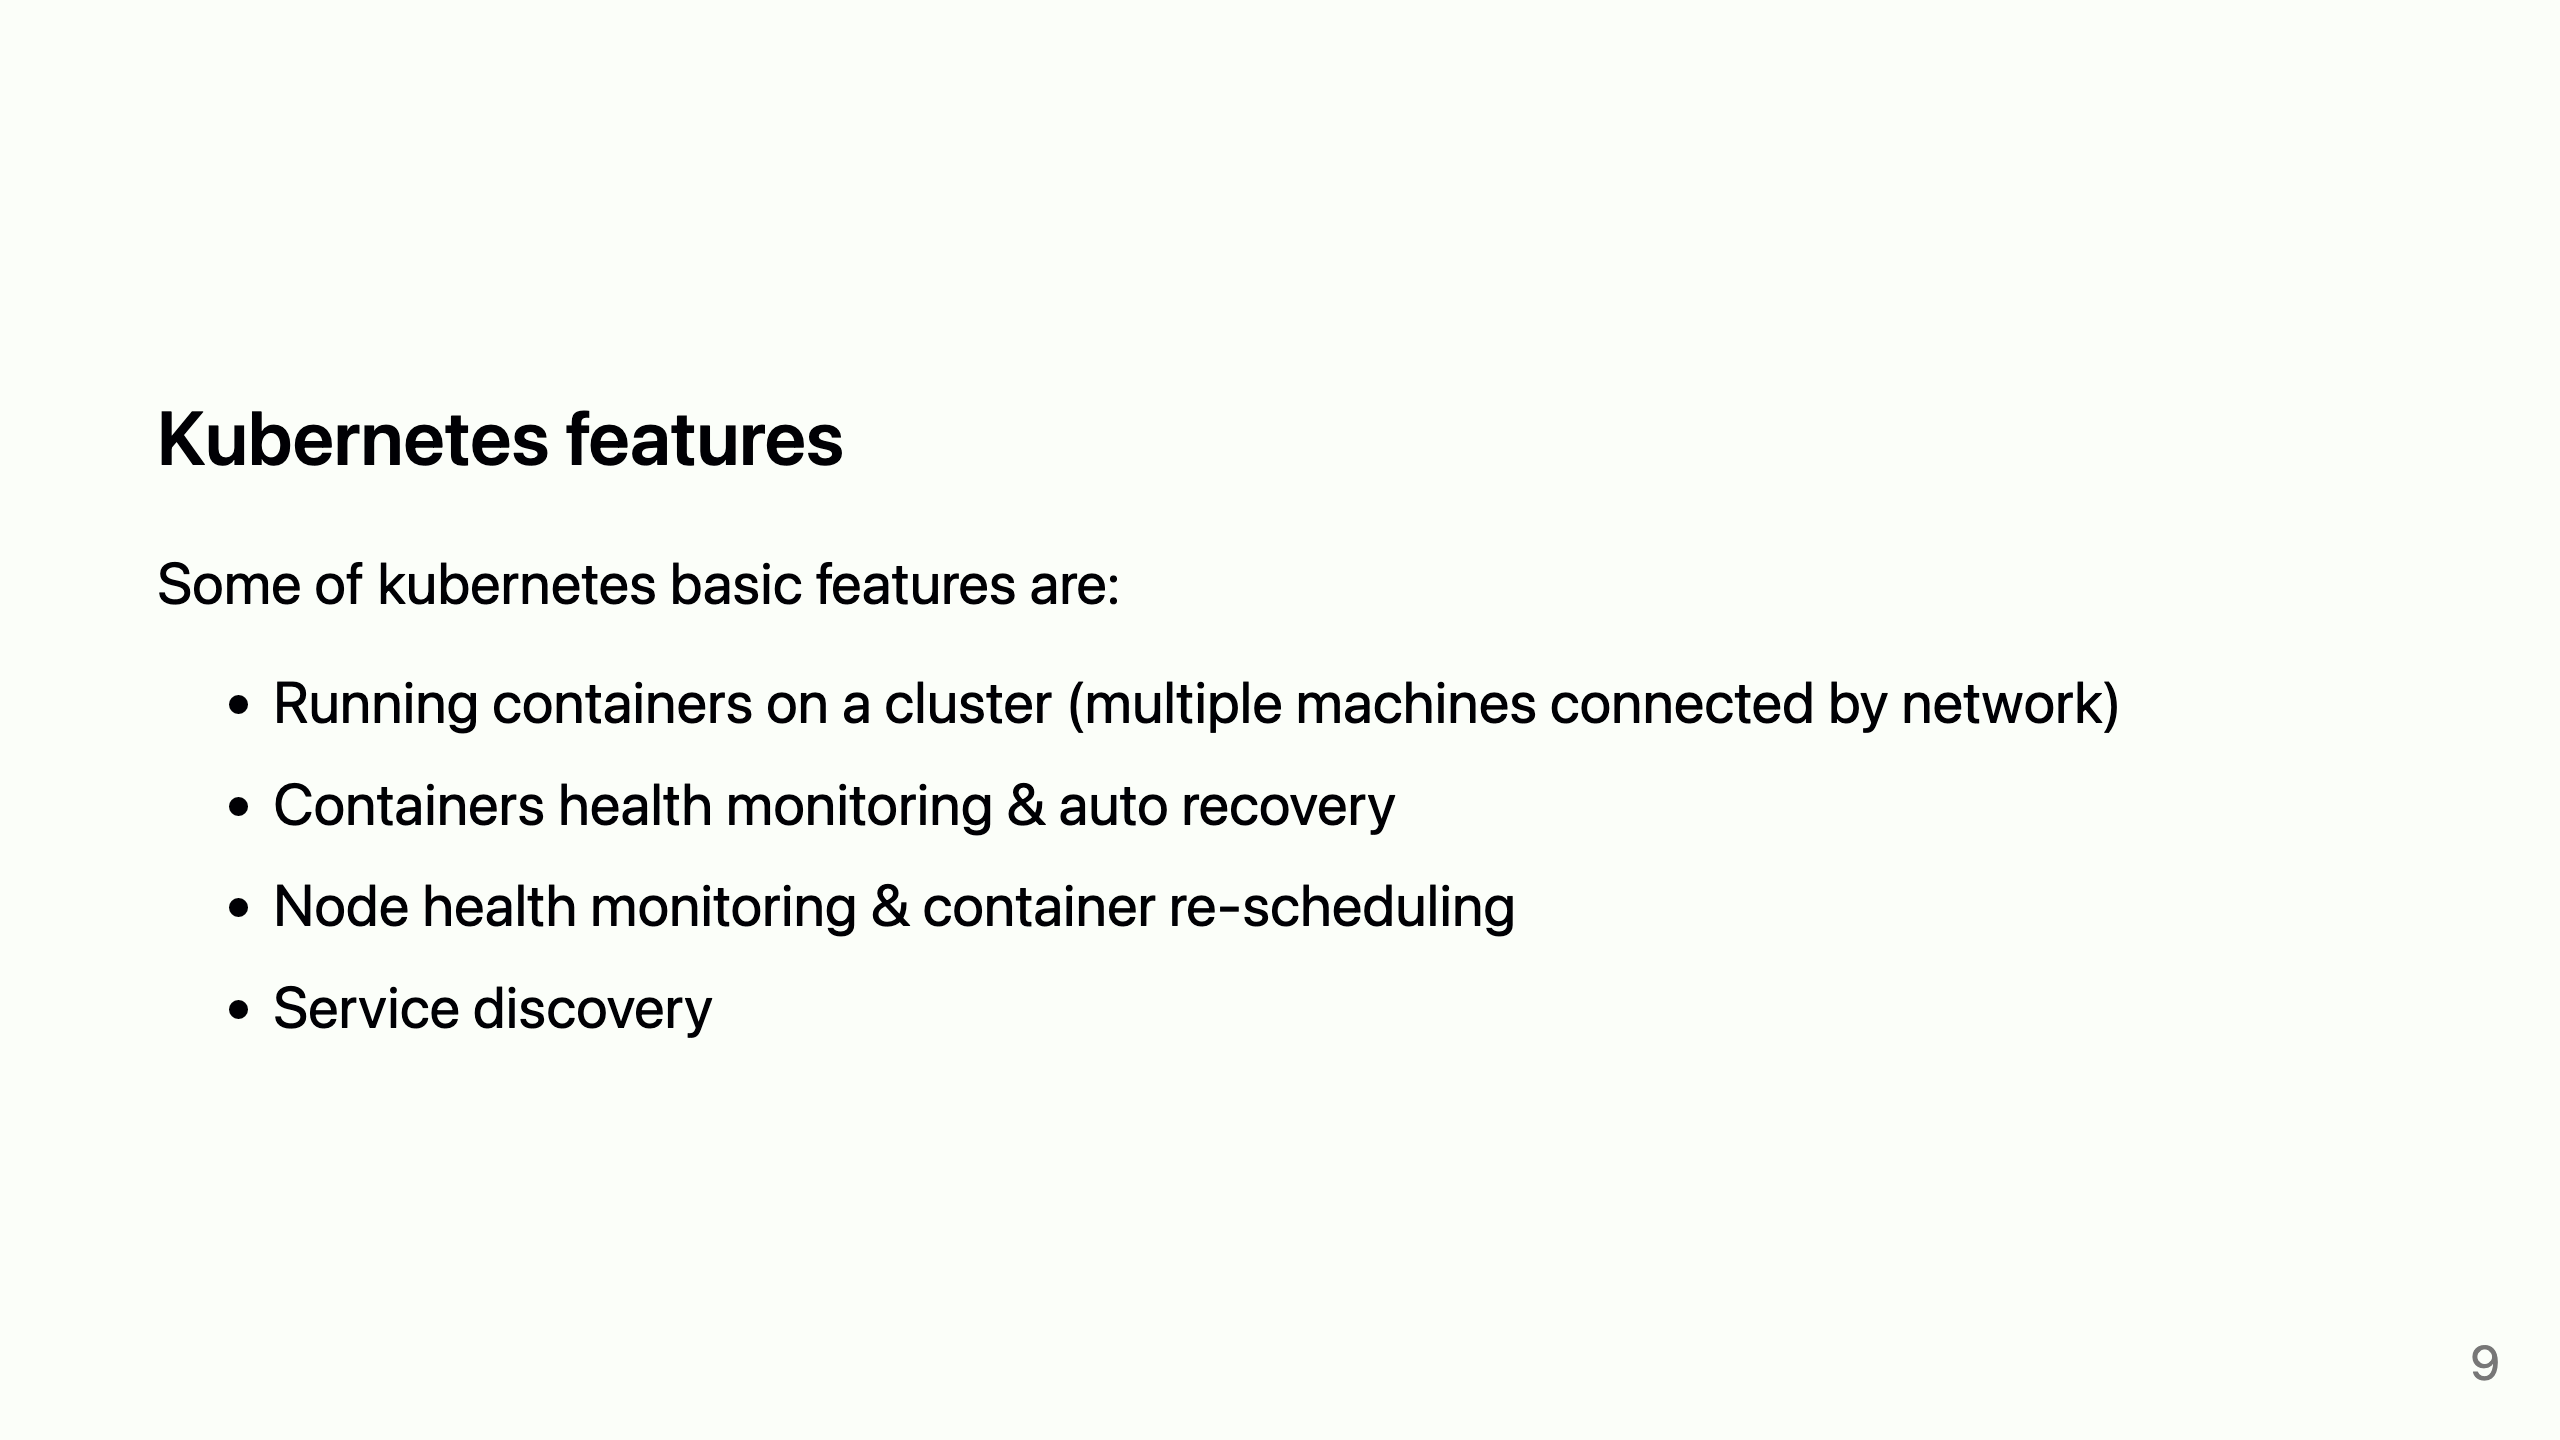 Kubernetes features
Some of kubernetes basic features are:
• Running containers on a cluster (multiple machines connected by network)
• Containers health monitoring & auto recovery
• Node health monitoring & container re-scheduling
• Service discovery
9